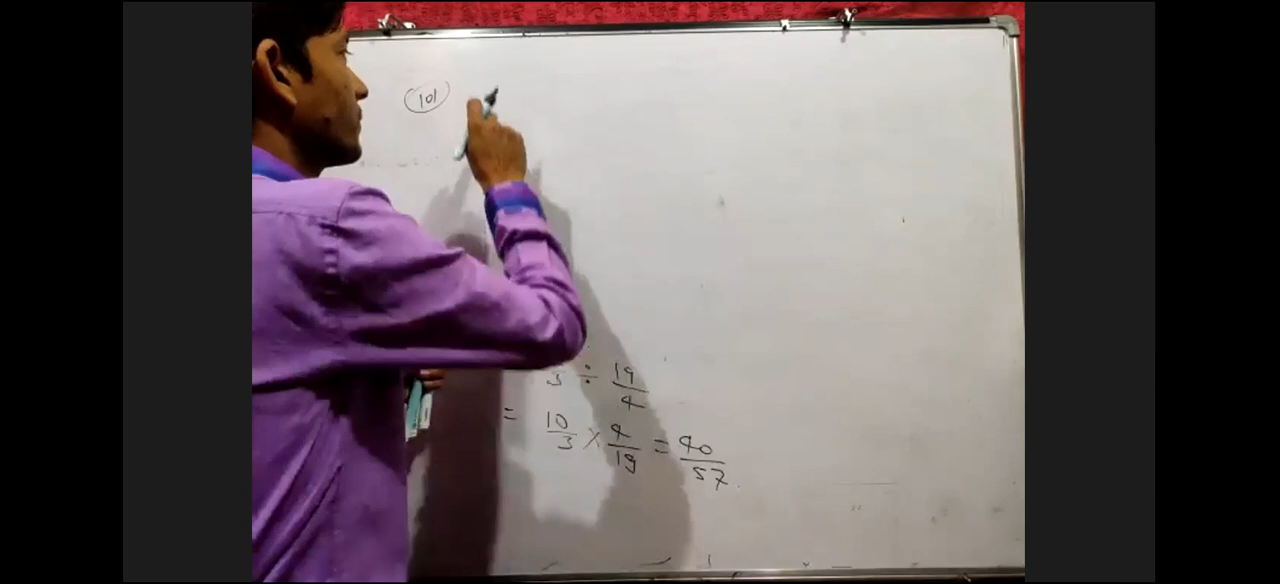 101
3 ÷ 19/4
= 10/3 × 4/19 = 40/57